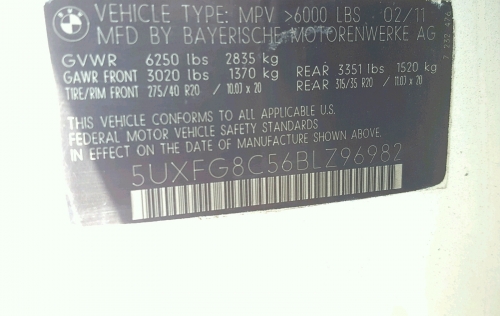 VEHICLE TYPE: MPV >6000 LBS 02/11
MFD BY BAYERISCHE MOTORENWERKE AG
GVWR 6250 lbs 2835 kg
GAWR FRONT 3020 lbs 1370 kg REAR 3351 lbs 1520 kg
TIRE/RIM FRONT 275/40 R20 / 10.0J x 20 REAR 315/35 R20 / 11.0J x 20
THIS VEHICLE CONFORMS TO ALL APPLICABLE U.S.
FEDERAL MOTOR VEHICLE SAFETY STANDARDS
IN EFFECT ON THE DATE OF MANUFACTURE SHOWN ABOVE.
5UXFG8C56BLZ96982